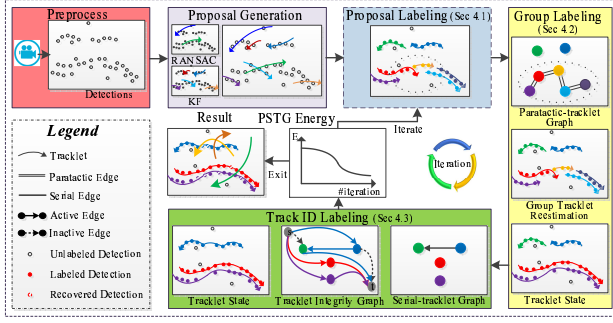 Preprocess
Detections
Proposal Generation
RANSAC
KF
Proposal Labeling (Sec 4.1)
Group Labeling
(Sec 4.2)
Paratactic-tracklet
Graph
Group Tracklet
Reestimation
Tracklet State
Legend
Tracklet
Paratactic Edge
Serial Edge
Active Edge
Inactive Edge
Unlabeled Detection
Labeled Detection
Recovered Detection
Result
PSTG Energy
E
#iteration
Exit
Iterate
Iteration
Track ID Labeling (Sec 4.3)
Tracklet State
s
t
Tracklet Integrity Graph
Serial-tracklet Graph